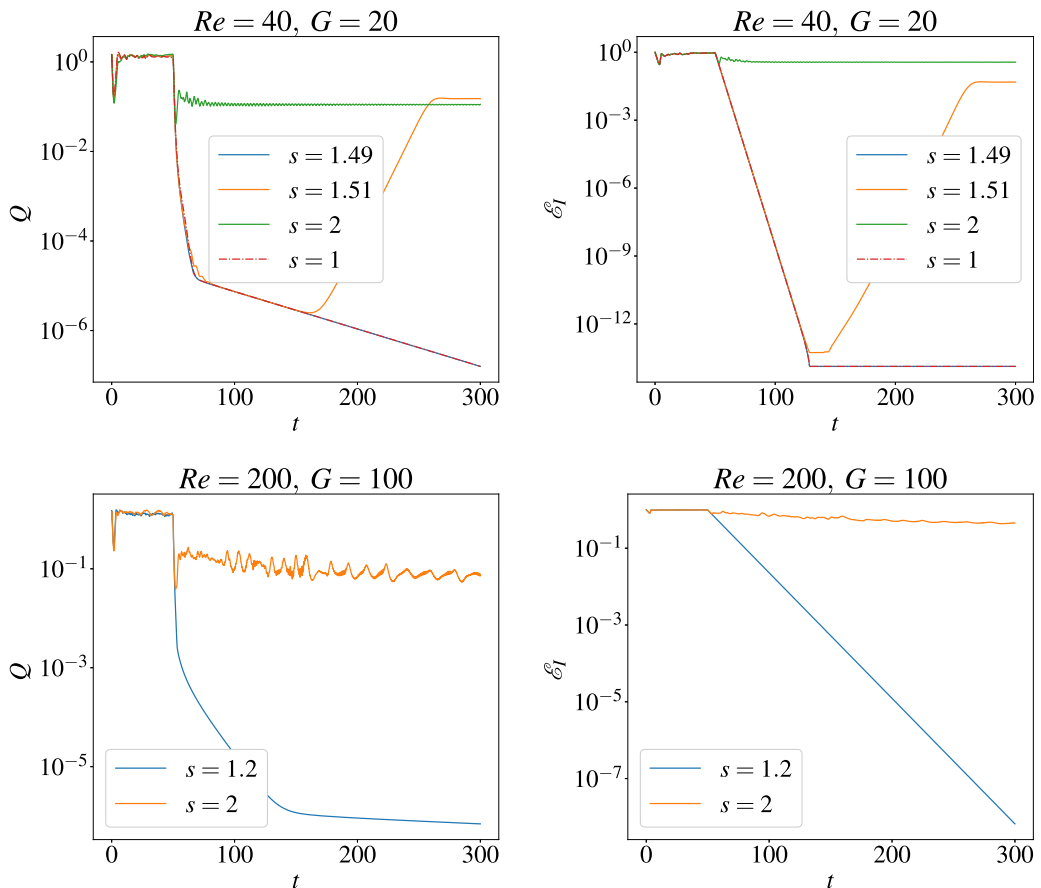 Re = 40, G = 20
10⁰
10⁻²
10⁻⁴
10⁻⁶
Q
s = 1.49
s = 1.51
s = 2
s = 1
0 100 200 300
t
Re = 40, G = 20
10⁰
10⁻³
10⁻⁶
10⁻⁹
10⁻¹²
ℰ_I
s = 1.49
s = 1.51
s = 2
s = 1
0 100 200 300
t
Re = 200, G = 100
10⁻¹
10⁻³
10⁻⁵
Q
s = 1.2
s = 2
0 100 200 300
t
Re = 200, G = 100
10⁻¹
10⁻³
10⁻⁵
10⁻⁷
ℰ_I
s = 1.2
s = 2
0 100 200 300
t